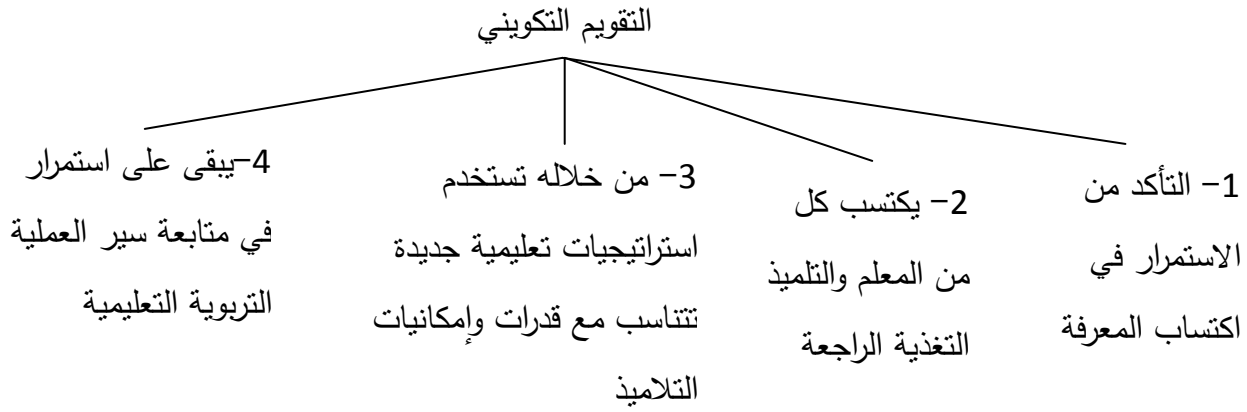 التقويم التكويني
1- التأكد من
الاستمرار في
اكتساب المعرفة
2- يكتسب كل
من المعلم والتلميذ
التغذية الراجعة
3- من خلاله تستخدم
استراتيجيات تعليمية جديدة
تتناسب مع قدرات وإمكانيات
التلاميذ
4-يبقى على استمرار
في متابعة سير العملية
التربوية التعليمية